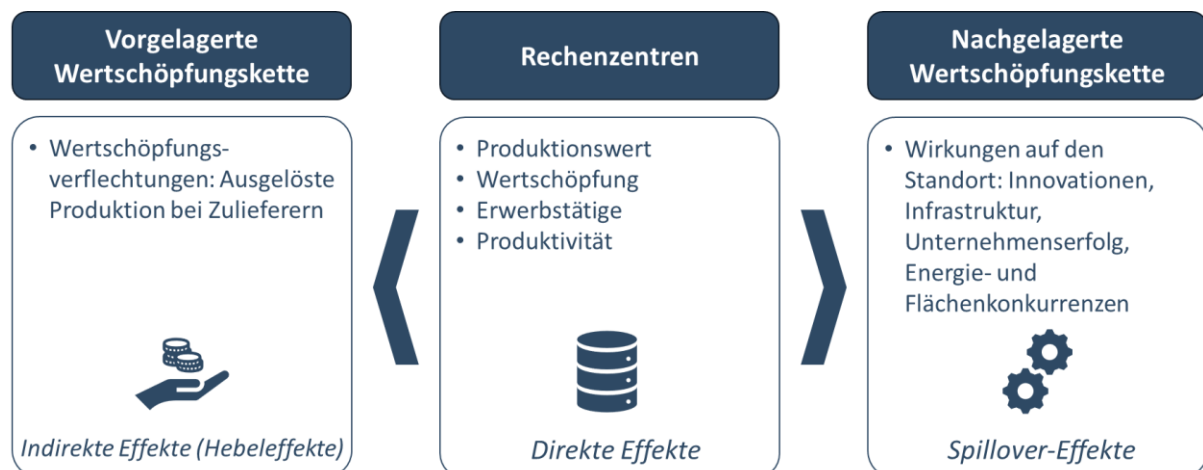 Vorgelagerte
Wertschöpfungskette
• Wertschöpfungs-
verflechtungen: Ausgelöste
Produktion bei Zulieferern
Indirekte Effekte (Hebeleffekte)
Rechenzentren
• Produktionswert
• Wertschöpfung
• Erwerbstätige
• Produktivität
Direkte Effekte
Nachgelagerte
Wertschöpfungskette
• Wirkungen auf den
Standort: Innovationen,
Infrastruktur,
Unternehmenserfolg,
Energie- und
Flächenkonkurrenzen
Spillover-Effekte